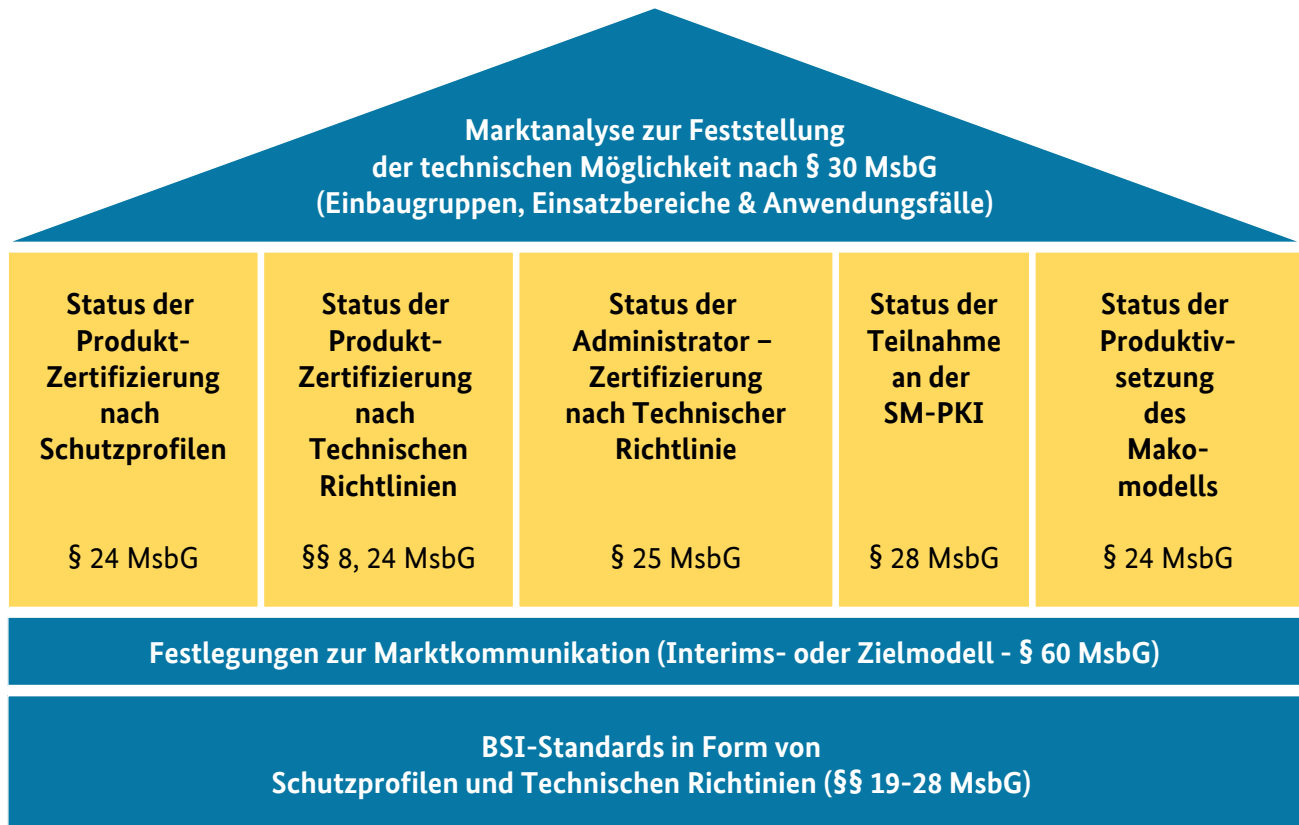 Marktanalyse zur Feststellung
der technischen Möglichkeit nach § 30 MsbG
(Einbaugruppen, Einsatzbereiche & Anwendungsfälle)
Status der
Produkt-
Zertifizierung
nach
Schutzprofilen
§ 24 MsbG
Status der
Produkt-
Zertifizierung
nach
Technischen
Richtlinien
§§ 8, 24 MsbG
Status der
Administrator –
Zertifizierung
nach Technischer
Richtlinie
§ 25 MsbG
Status der
Teilnahme
an der
SM-PKI
§ 28 MsbG
Status der
Produktiv-
setzung
des
Mako-
modells
§ 24 MsbG
Festlegungen zur Marktkommunikation (Interims- oder Zielmodell - § 60 MsbG)
BSI-Standards in Form von
Schutzprofilen und Technischen Richtinien (§§ 19-28 MsbG)